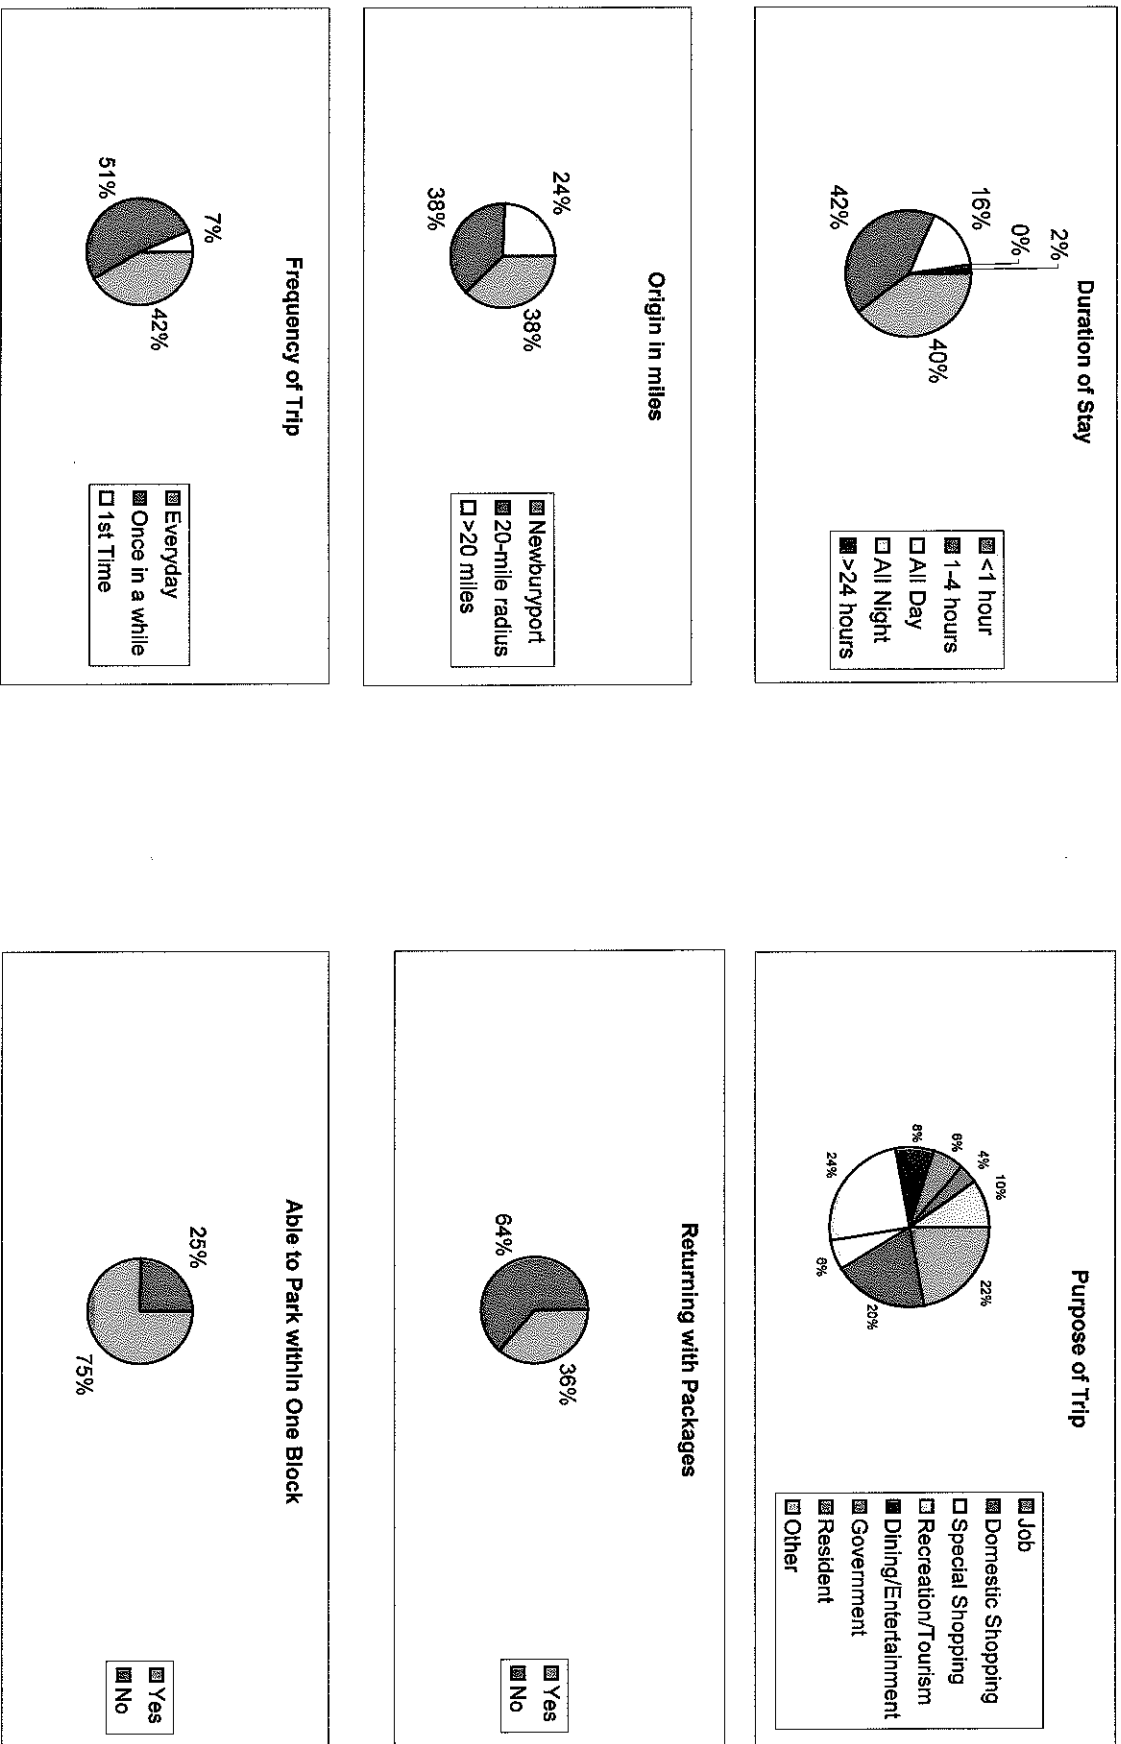 Duration of Stay
2%
0%
16%
42%
40%
<1 hour
1-4 hours
All Day
All Night
>24 hours
Purpose of Trip
10%
4%
6%
8%
24%
6%
20%
22%
Job
Domestic Shopping
Special Shopping
Recreation/Tourism
Dining/Entertainment
Government
Resident
Other
Origin in miles
24%
38%
38%
Newburyport
20-mile radius
>20 miles
Returning with Packages
64%
36%
Yes
No
Frequency of Trip
7%
51%
42%
Everyday
Once in a while
1st Time
Able to Park within One Block
25%
75%
Yes
No